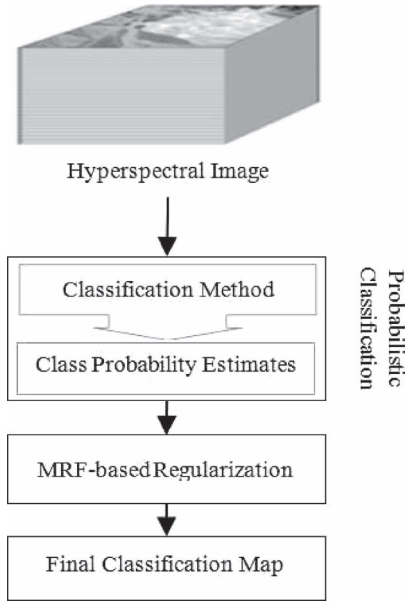 Hyperspectral Image
Classification Method
Class Probability Estimates
Probabilistic
Classification
MRF-based Regularization
Final Classification Map